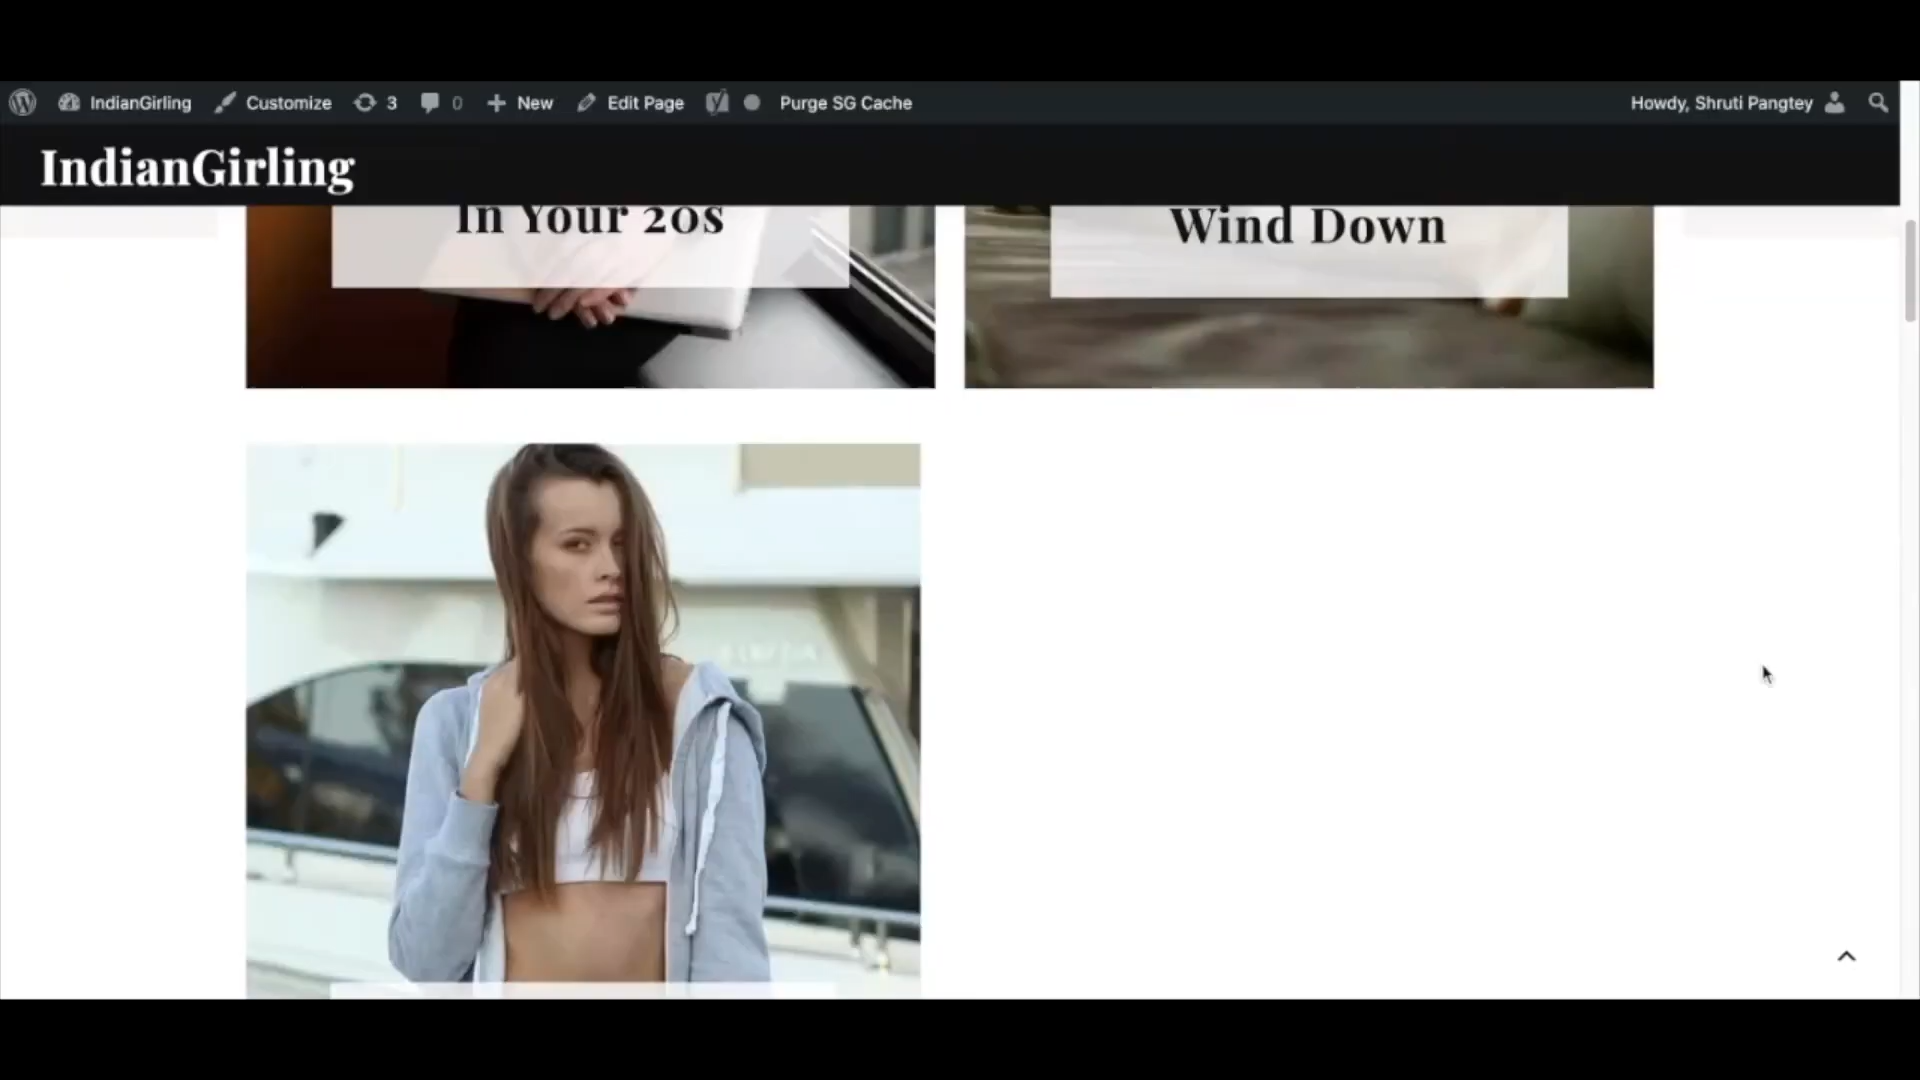 IndianGirling Customize 3 0 New Edit Page Purge SG Cache Howdy, Shruti Pangtey
IndianGirling
In Your 20s
Wind Down